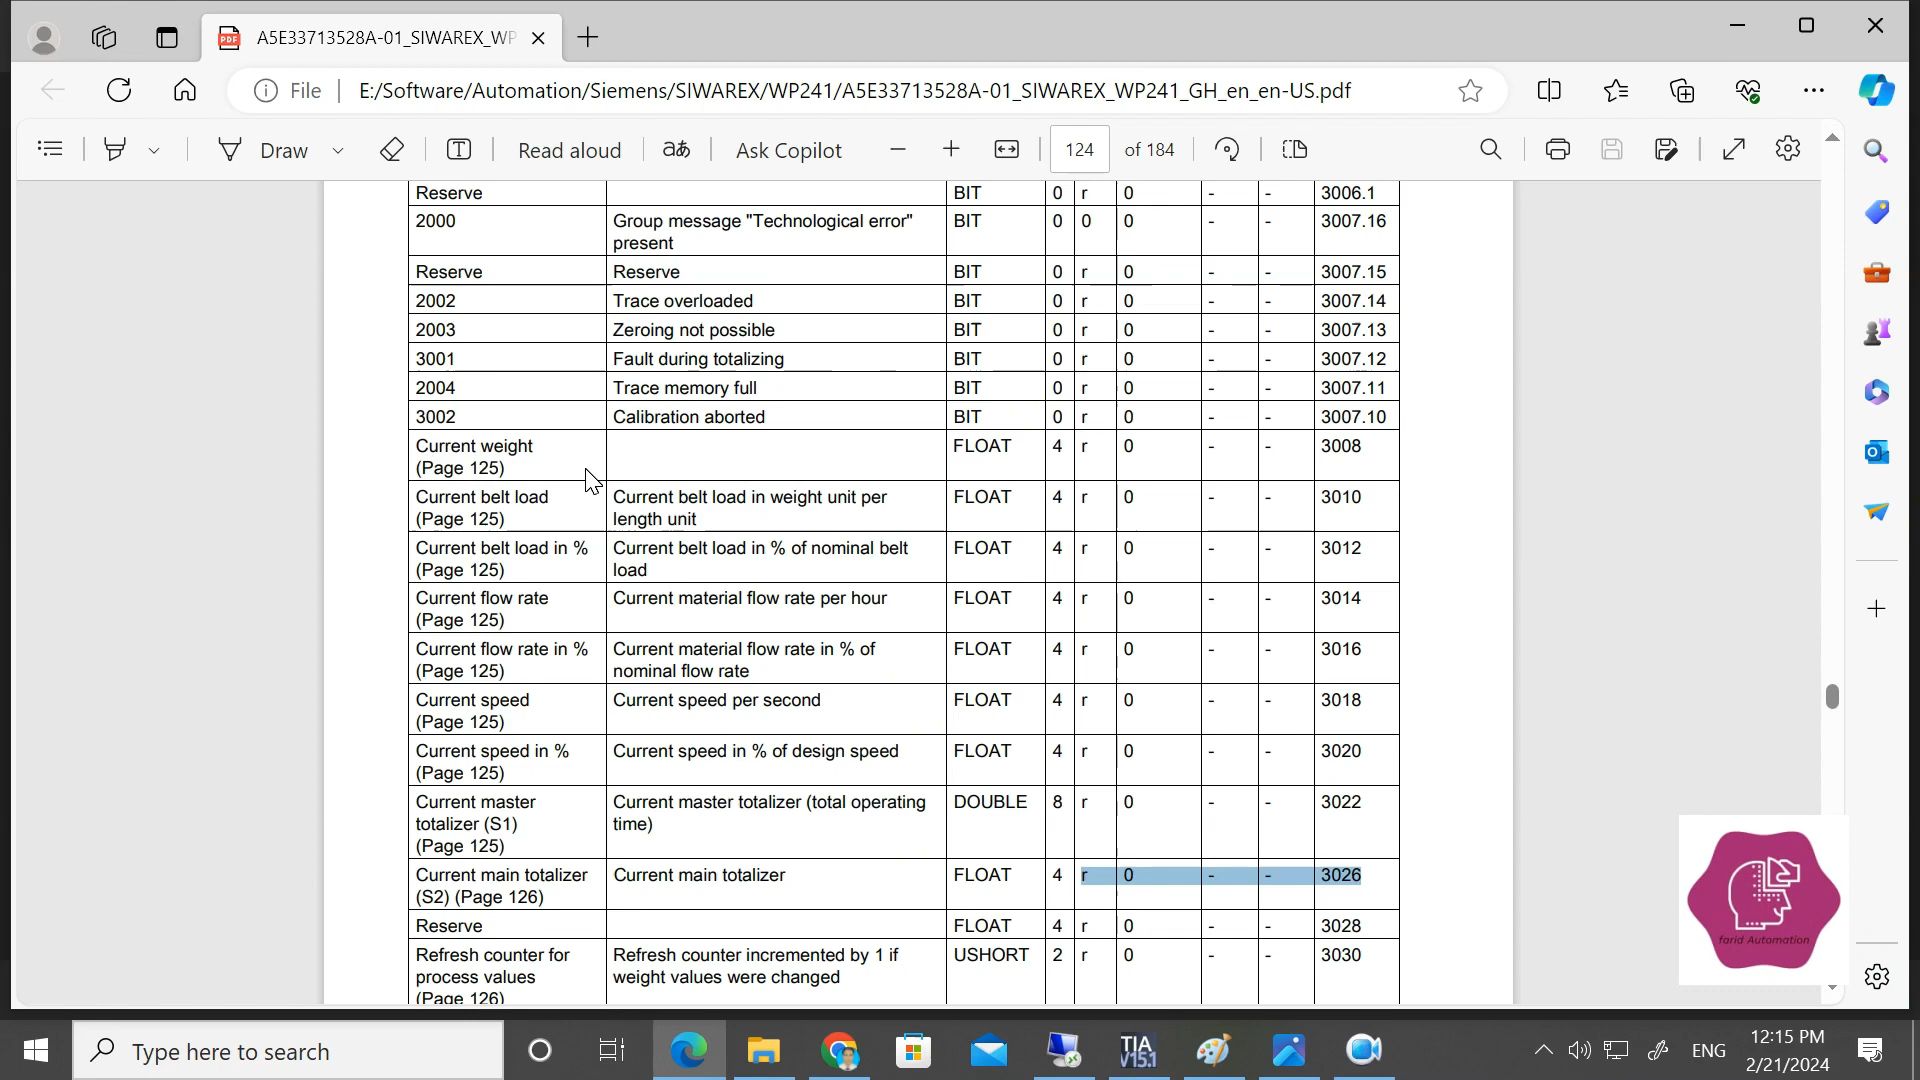 A5E33713528A-01_SIWAREX_WP
File
E:/Software/Automation/Siemens/SIWAREX/WP241/A5E33713528A-01_SIWAREX_WP241_GH_en_en-US.pdf
Draw
Read aloud
Ask Copilot
124
of 184
Reserve BIT 0 r 0 - - 3006.1
2000 Group message "Technological error" BIT 0 0 0 - - 3007.16
present
Reserve Reserve BIT 0 r 0 - - 3007.15
2002 Trace overloaded BIT 0 r 0 - - 3007.14
2003 Zeroing not possible BIT 0 r 0 - - 3007.13
3001 Fault during totalizing BIT 0 r 0 - - 3007.12
2004 Trace memory full BIT 0 r 0 - - 3007.11
3002 Calibration aborted BIT 0 r 0 - - 3007.10
Current weight FLOAT 4 r 0 - - 3008
(Page 125)
Current belt load Current belt load in weight unit per FLOAT 4 r 0 - - 3010
(Page 125) length unit
Current belt load in % Current belt load in % of nominal belt FLOAT 4 r 0 - - 3012
(Page 125) load
Current flow rate Current material flow rate per hour FLOAT 4 r 0 - - 3014
(Page 125)
Current flow rate in % Current material flow rate in % of FLOAT 4 r 0 - - 3016
(Page 125) nominal flow rate
Current speed Current speed per second FLOAT 4 r 0 - - 3018
(Page 125)
Current speed in % Current speed in % of design speed FLOAT 4 r 0 - - 3020
(Page 125)
Current master Current master totalizer (total operating DOUBLE 8 r 0 - - 3022
totalizer (S1) time)
(Page 125)
Current main totalizer Current main totalizer FLOAT 4 r 0 - - 3026
(S2) (Page 126)
Reserve FLOAT 4 r 0 - - 3028
Refresh counter for Refresh counter incremented by 1 if USHORT 2 r 0 - - 3030
process values weight values were changed
(Page 126)
farid Automation
Type here to search
TIA
V15.1
ENG
12:15 PM
2/21/2024